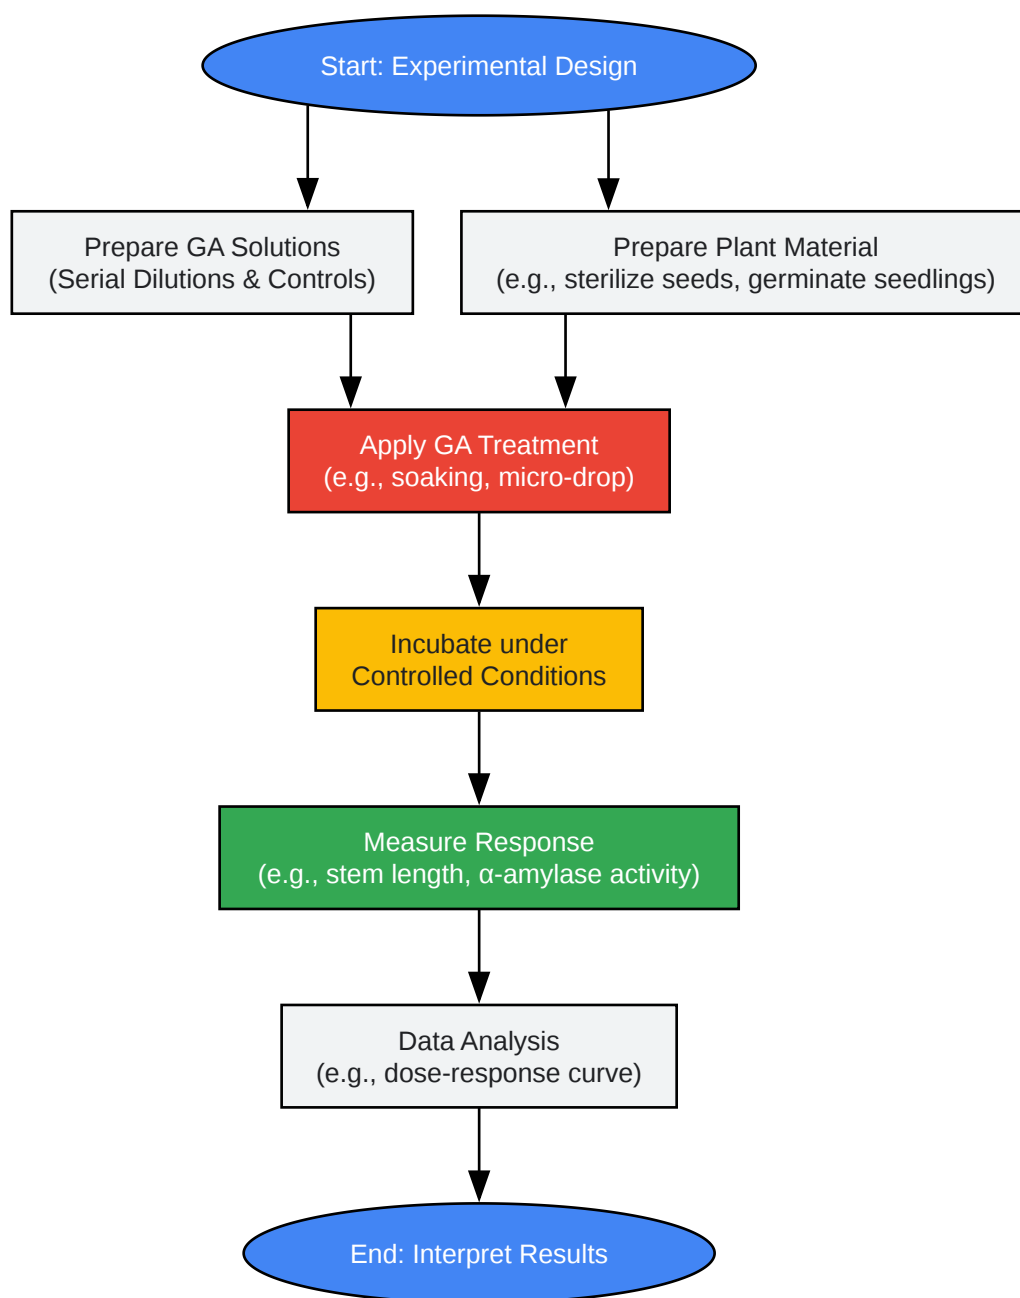 Start: Experimental Design
Prepare GA Solutions
(Serial Dilutions & Controls)
Prepare Plant Material
(e.g., sterilize seeds, germinate seedlings)
Apply GA Treatment
(e.g., soaking, micro-drop)
Incubate under
Controlled Conditions
Measure Response
(e.g., stem length, α-amylase activity)
Data Analysis
(e.g., dose-response curve)
End: Interpret Results